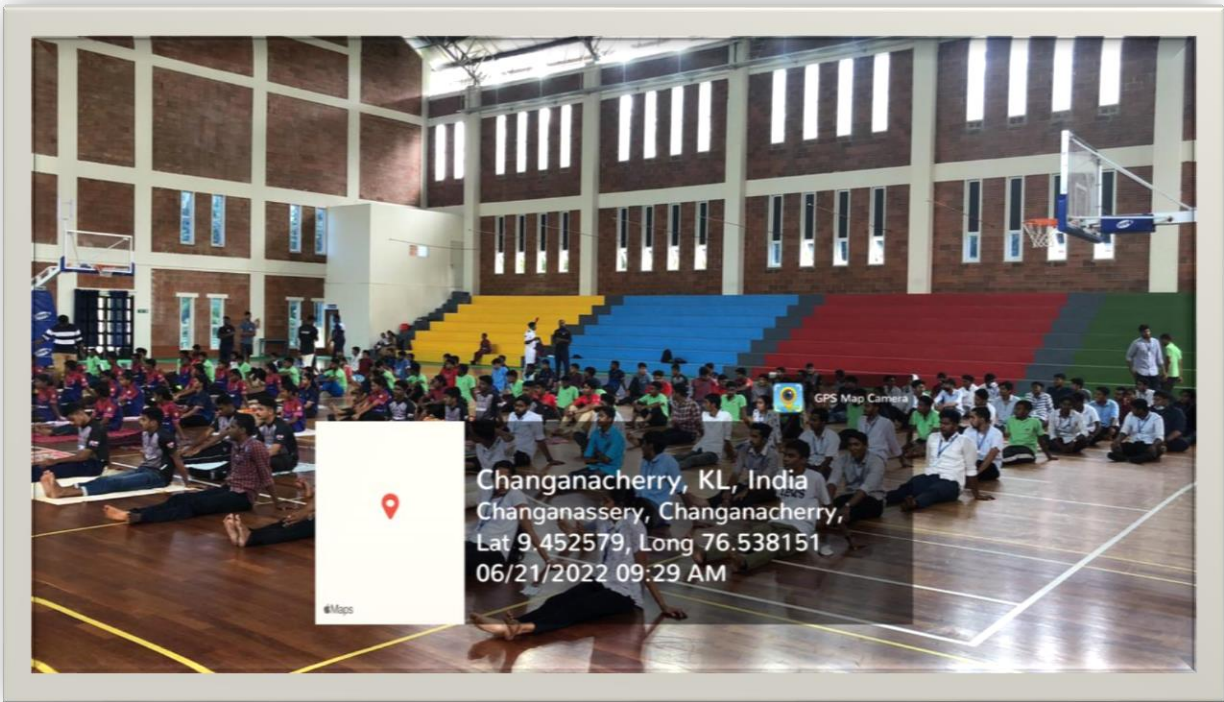 GPS Map Camera
Changanacherry, KL, India
Changanassery, Changanacherry,
Lat 9.452579, Long 76.538151
06/21/2022 09:29 AM
Maps